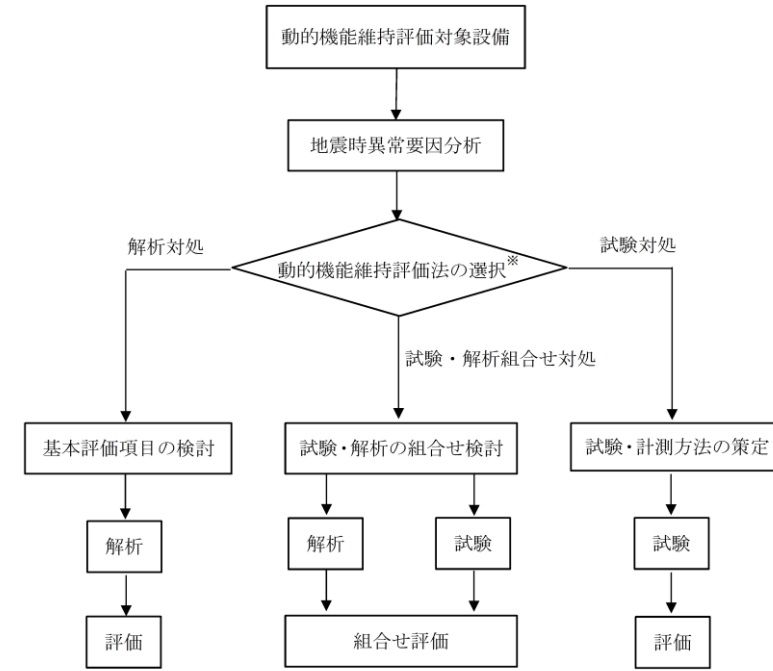 動的機能維持評価対象設備
地震時異常要因分析
解析対処
試験対処
動的機能維持評価法の選択※
試験・解析組合せ対処
基本評価項目の検討
試験・解析の組合せ検討
試験・計測方法の策定
解析
解析
試験
試験
評価
組合せ評価
評価